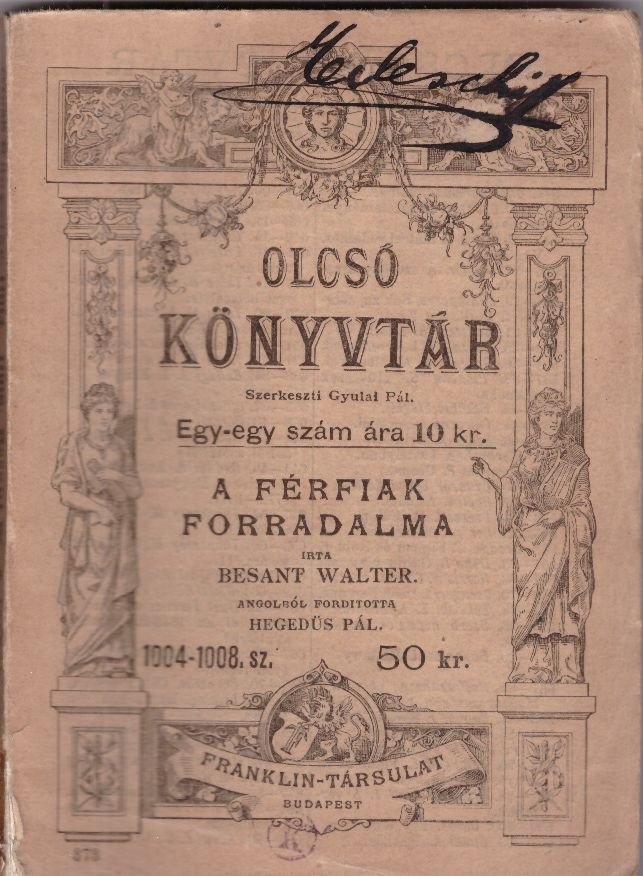 OLCSÓ
KÖNYVTÁR
Szerkeszti Gyulai Pál.
Egy-egy szám ára 10 kr.
A FÉRFIAK
FORRADALMA
IRTA
BESANT WALTER.
ANGOLBÓL FORDITOTTA
HEGEDÜS PÁL.
1004-1008. sz. 50 kr.
FRANKLIN-TÁRSULAT
BUDAPEST